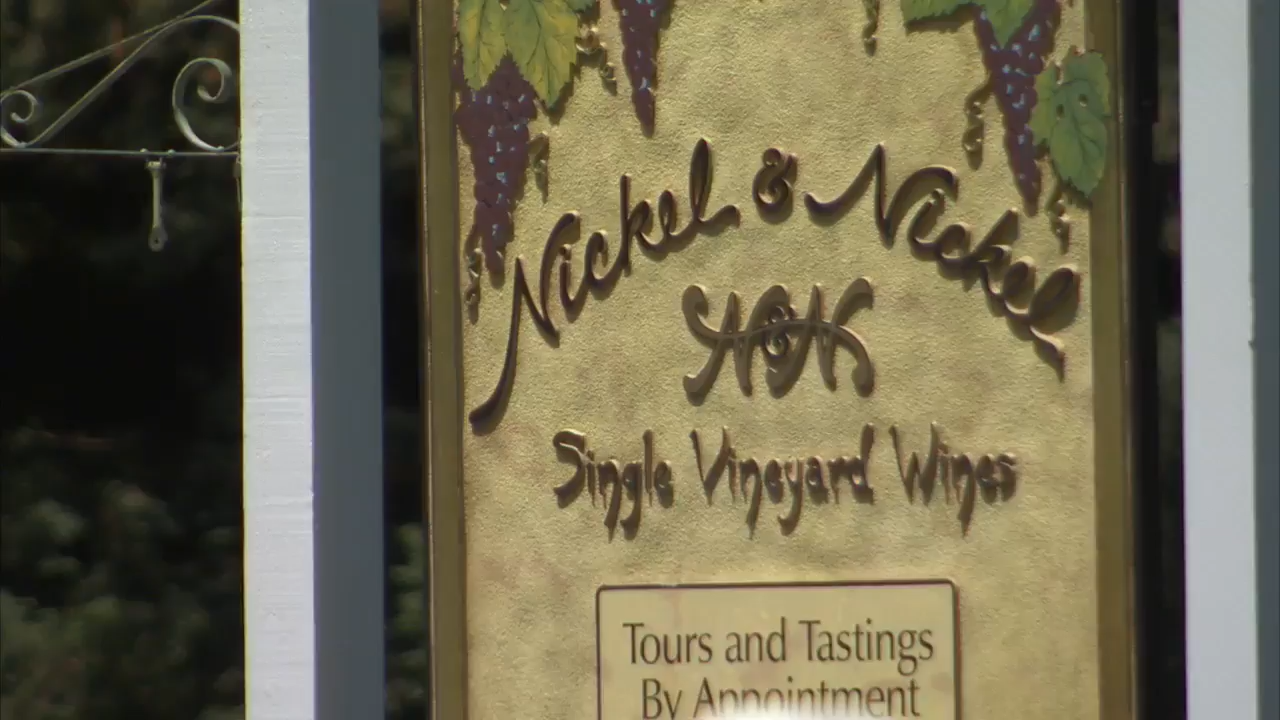 Nickel & Nickel
N&N
Single Vineyard Wines
Tours and Tastings
By Appointment